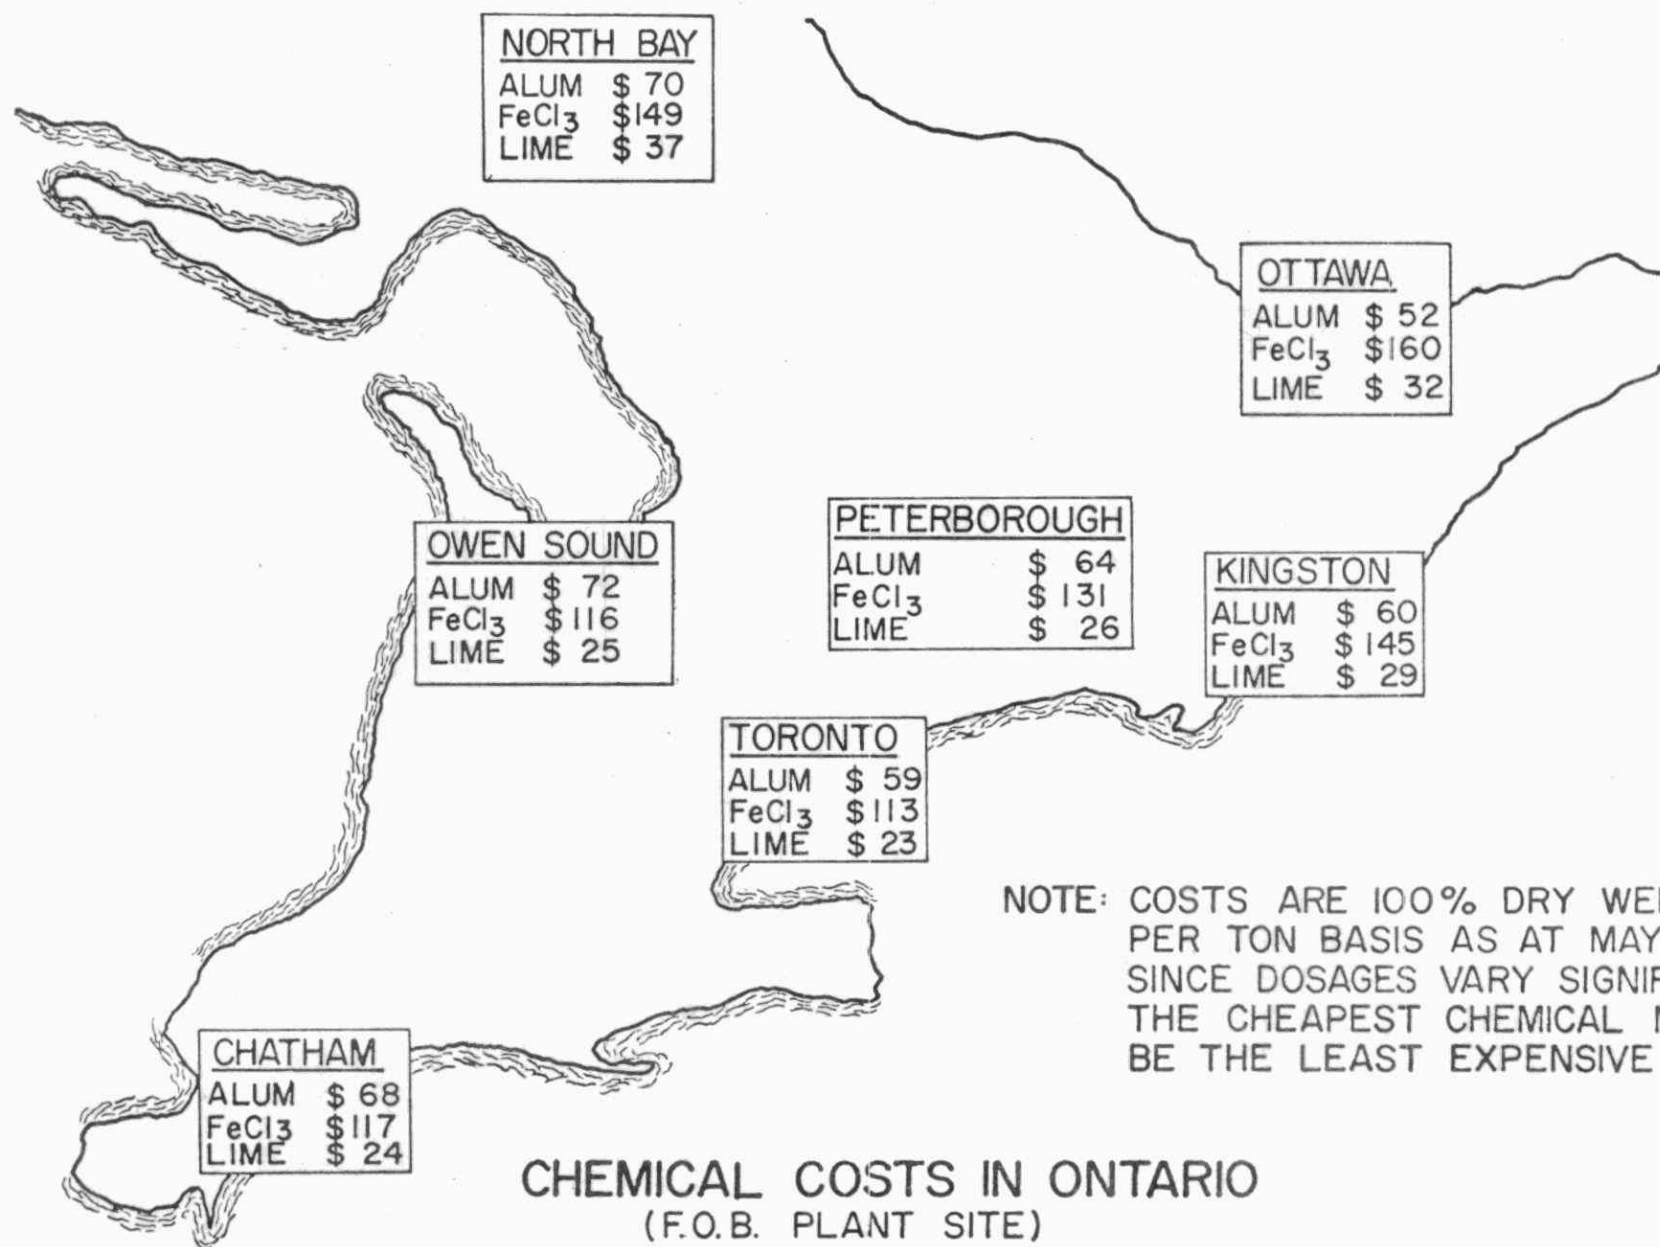 NORTH BAY
ALUM $ 70
FeCl3 $149
LIME $ 37
OTTAWA
ALUM $ 52
FeCl3 $160
LIME $ 32
OWEN SOUND
ALUM $ 72
FeCl3 $116
LIME $ 25
PETERBOROUGH
ALUM $ 64
FeCl3 $ 131
LIME $ 26
KINGSTON
ALUM $ 60
FeCl3 $ 145
LIME $ 29
TORONTO
ALUM $ 59
FeCl3 $113
LIME $ 23
NOTE: COSTS ARE 100% DRY
PER TON BASIS AS AT MAY
SINCE DOSAGES VARY
THE CHEAPEST CHEMICAL
BE THE LEAST EXPENSIVE
CHATHAM
ALUM $ 68
FeCl3 $117
LIME $ 24
CHEMICAL COSTS IN ONTARIO
(F.O.B. PLANT SITE)